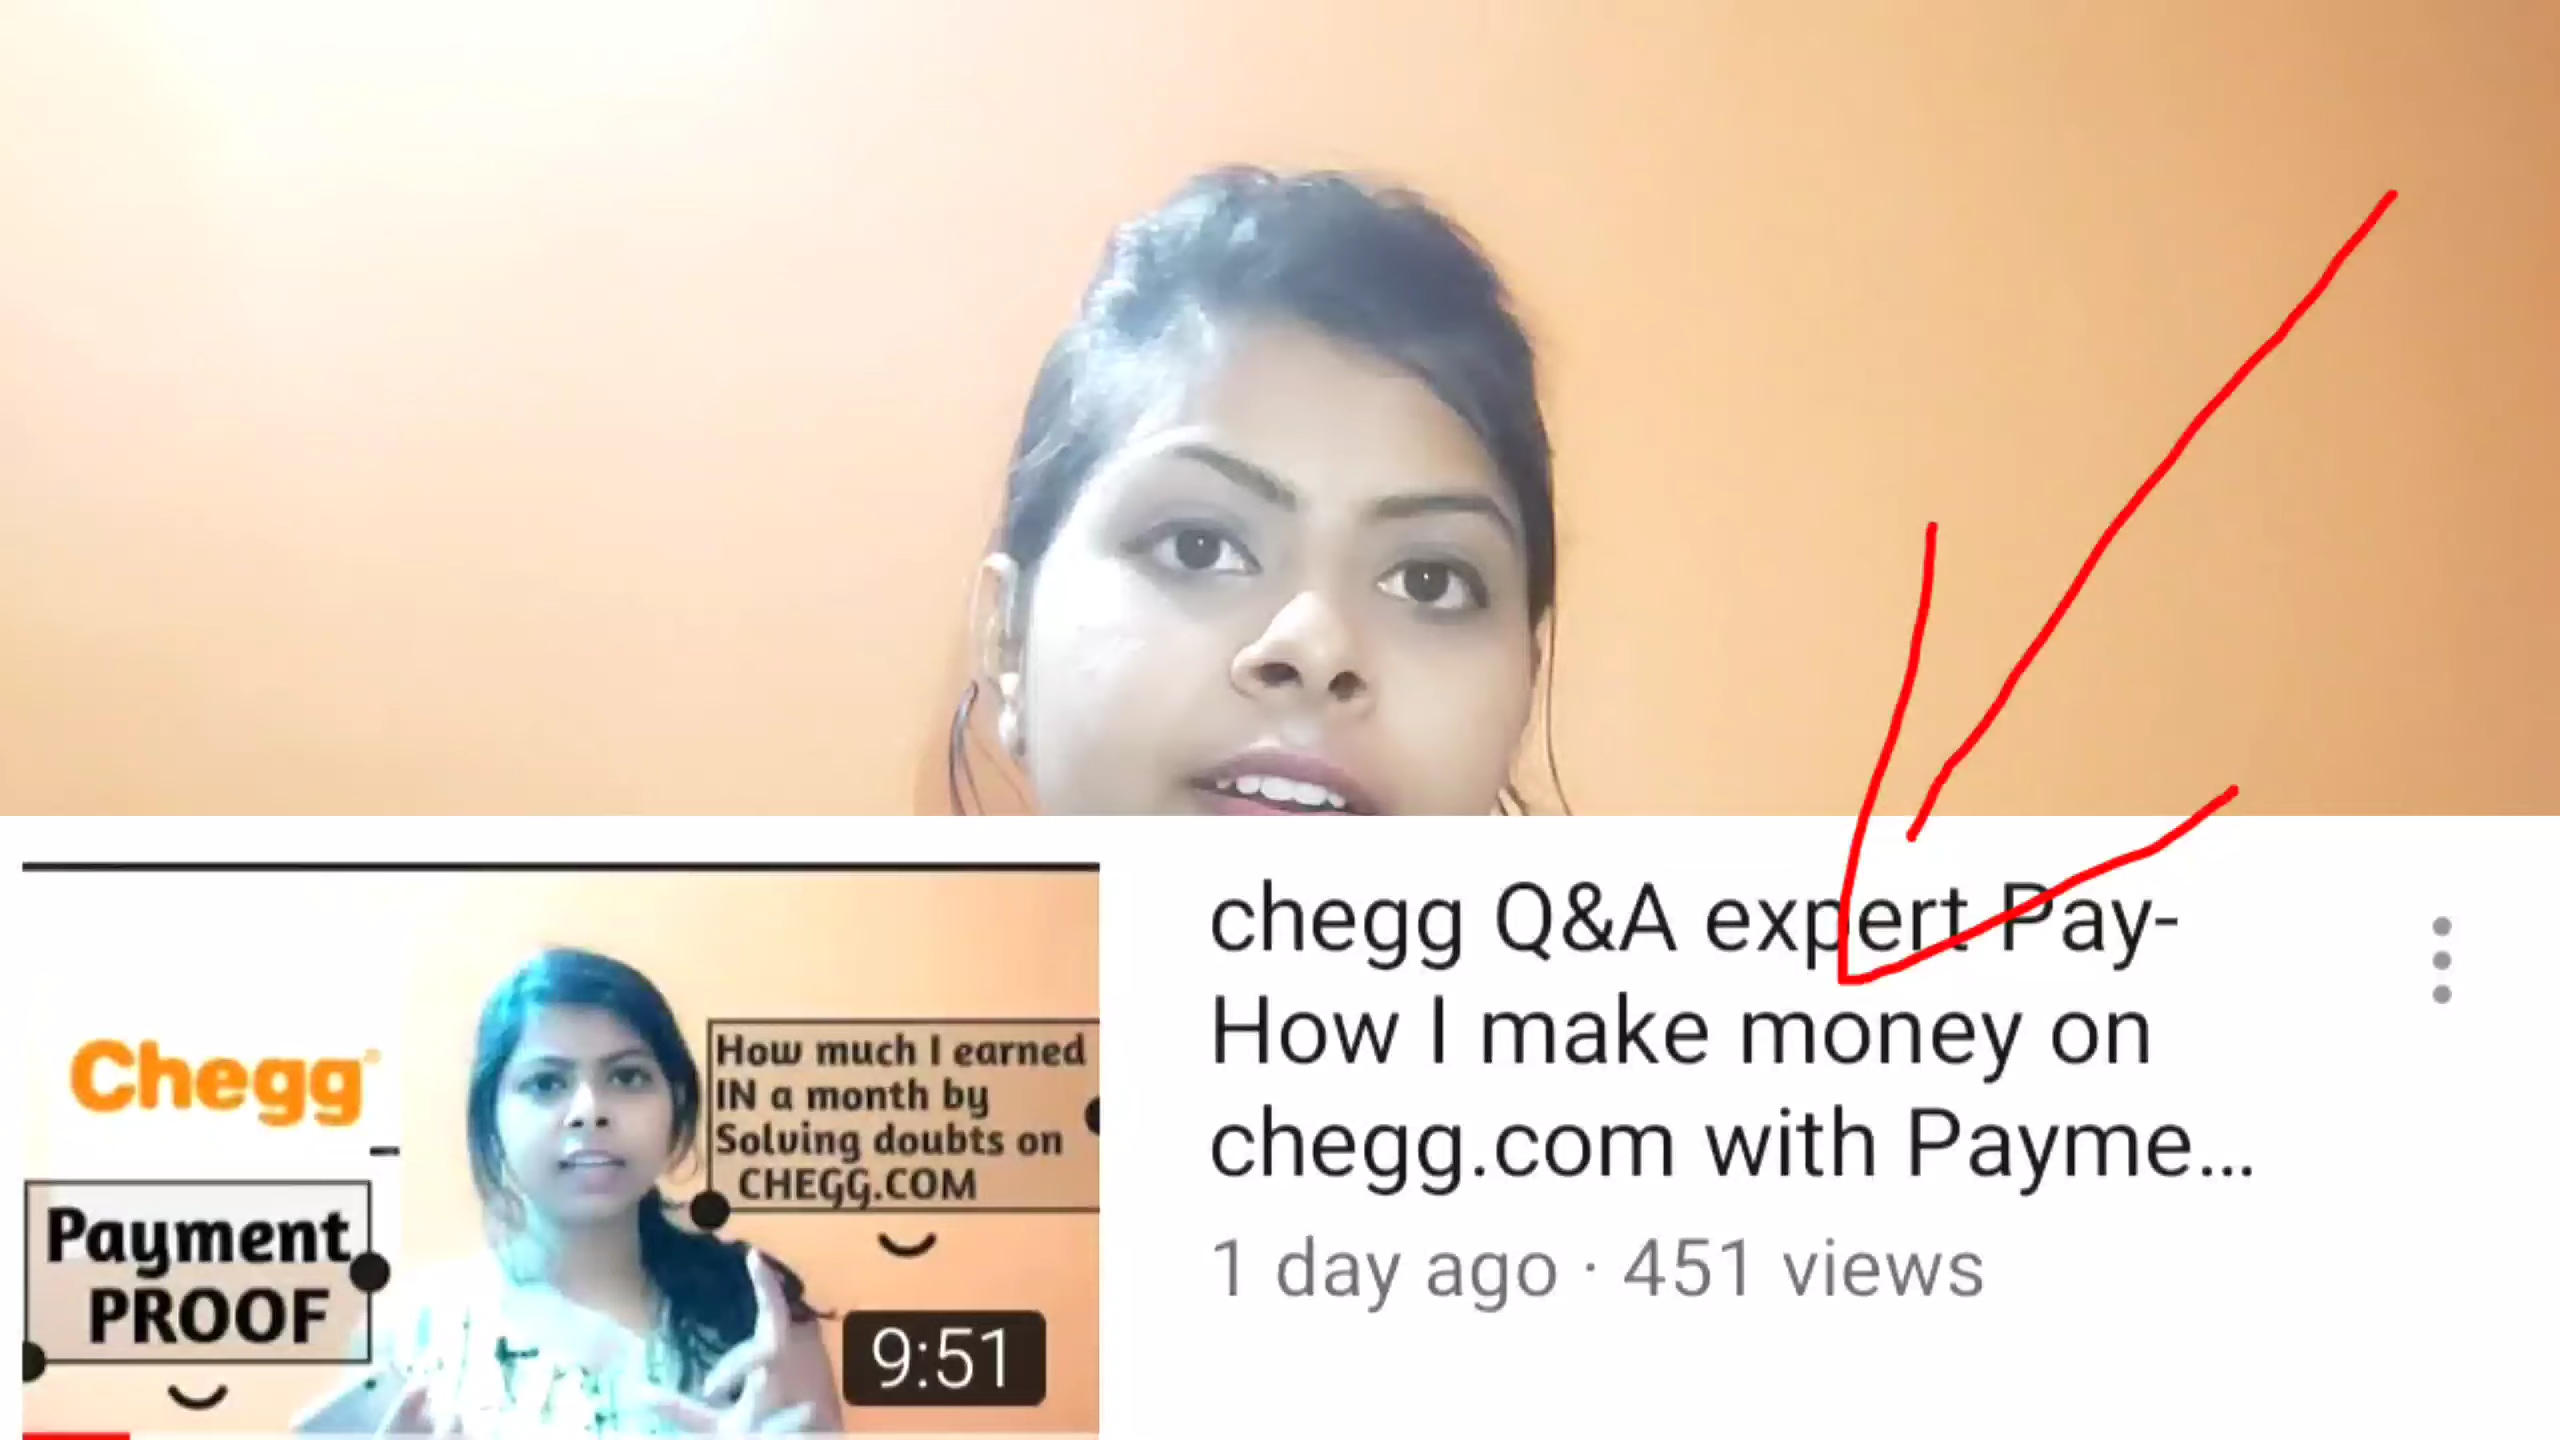 Chegg
Payment
PROOF
How much I earned
IN a month by
Solving doubts on
CHEGG.COM
9:51
chegg Q&A expert Pay-
How I make money on
chegg.com with Payme...
1 day ago · 451 views